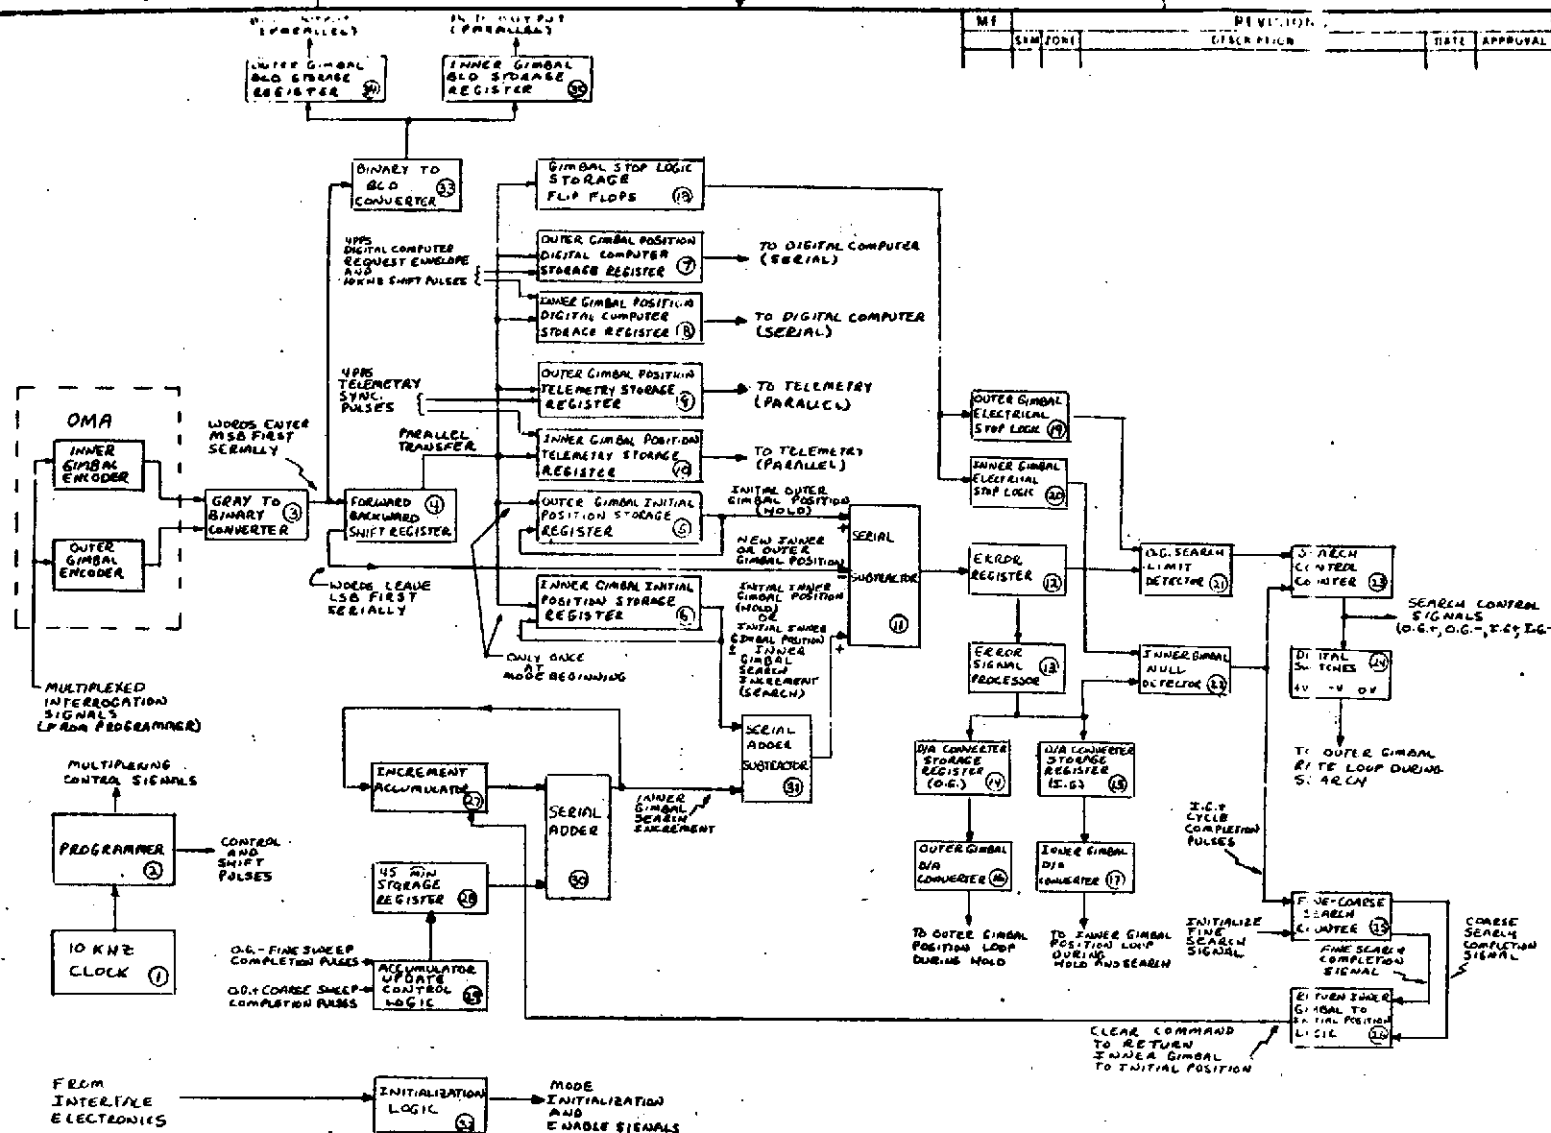 (PARALLEL)
OUTPUT
(PARALLEL)
MF
REVISION
SYM
ZONE
DESCRIPTION
DATE
APPROVAL
OUTER GIMBAL
BCD STORAGE
REGISTER
34
INNER GIMBAL
BCD STORAGE
REGISTER
35
BINARY TO
BCD
CONVERTER
33
GIMBAL STOP LOGIC
STORAGE
FLIP FLOPS
18
4PPS
DIGITAL COMPUTER
REQUEST ENVELOPE
AND
10KHZ SHIFT PULSES
OUTER GIMBAL POSITION
DIGITAL COMPUTER
STORAGE REGISTER
7
TO DIGITAL COMPUTER
(SERIAL)
INNER GIMBAL POSITION
DIGITAL COMPUTER
STORAGE REGISTER
8
TO DIGITAL COMPUTER
(SERIAL)
4PPS
TELEMETRY
SYNC.
PULSES
OUTER GIMBAL POSITION
TELEMETRY STORAGE
REGISTER
9
TO TELEMETRY
(PARALLEL)
INNER GIMBAL POSITION
TELEMETRY STORAGE
REGISTER
10
TO TELEMETRY
(PARALLEL)
OMA
INNER
GIMBAL
ENCODER
OUTER
GIMBAL
ENCODER
WORDS ENTER
MSB FIRST
SERIALLY
PARALLEL
TRANSFER
GRAY TO
BINARY
CONVERTER
3
FORWARD
BACKWARD
SHIFT REGISTER
4
WORDS LEAVE
LSB FIRST
SERIALLY
OUTER GIMBAL INITIAL
POSITION STORAGE
REGISTER
5
INNER GIMBAL INITIAL
POSITION STORAGE
REGISTER
6
ONLY ONCE
AT
MODE BEGINNING
INITIAL OUTER
GIMBAL POSITION
(HOLD)
NEW INNER
OR OUTER
GIMBAL POSITION
INITIAL INNER
GIMBAL POSITION
(HOLD)
OR
INITIAL INNER
GIMBAL POSITION
± INNER
GIMBAL
SEARCH
INCREMENT
(SEARCH)
+
-
+
SERIAL
SUBTRACTOR
11
OUTER GIMBAL
ELECTRICAL
STOP LOGIC
19
INNER GIMBAL
ELECTRICAL
STOP LOGIC
20
ERROR
REGISTER
12
ERROR
SIGNAL
PROCESSOR
13
O.G. SEARCH
LIMIT
DETECTOR
21
INNER GIMBAL
NULL
DETECTOR
22
SEARCH
CONTROL
COUNTER
23
SEARCH CONTROL
SIGNALS
(O.G+, O.G-, I.G+, I.G-
DIGITAL
SWITCHES
24
+V -V 0V
TO OUTER GIMBAL
RATE LOOP DURING
SEARCH
MULTIPLEXED
INTERROGATION
SIGNALS
(FROM PROGRAMMER)
MULTIPLEXING
CONTROL SIGNALS
PROGRAMMER
2
CONTROL
AND
SHIFT
PULSES
10 KHZ
CLOCK
1
INCREMENT
ACCUMULATOR
27
45 MIN
STORAGE
REGISTER
28
SERIAL
ADDER
30
INNER
GIMBAL
SEARCH
INCREMENT
SERIAL
ADDER
SUBTRACTOR
31
D/A CONVERTER
STORAGE
REGISTER
(O.G.)
14
D/A CONVERTER
STORAGE
REGISTER
(I.G)
15
OUTER GIMBAL
D/A
CONVERTER
16
INNER GIMBAL
D/A
CONVERTER
17
TO OUTER GIMBAL
POSITION LOOP
DURING HOLD
TO INNER GIMBAL
POSITION LOOP
DURING
HOLD AND SEARCH
I.G.+
CYCLE
COMPLETION
PULSES
INITIALIZE
FINE
SEARCH
SIGNAL
FINE-COARSE
SEARCH
COUNTER
25
FINE SEARCH
COMPLETION
SIGNAL
COARSE
SEARCH
COMPLETION
SIGNAL
RETURN INNER
GIMBAL TO
INITIAL POSITION
LOGIC
26
O.G.- FINE SWEEP
COMPLETION PULSES
O.G.+ COARSE SWEEP
COMPLETION PULSES
ACCUMULATOR
UPDATE
CONTROL
LOGIC
29
CLEAR COMMAND
TO RETURN
INNER GIMBAL
TO INITIAL POSITION
FROM
INTERFACE
ELECTRONICS
INITIALIZATION
LOGIC
32
MODE
INITIALIZATION
AND
ENABLE SIGNALS